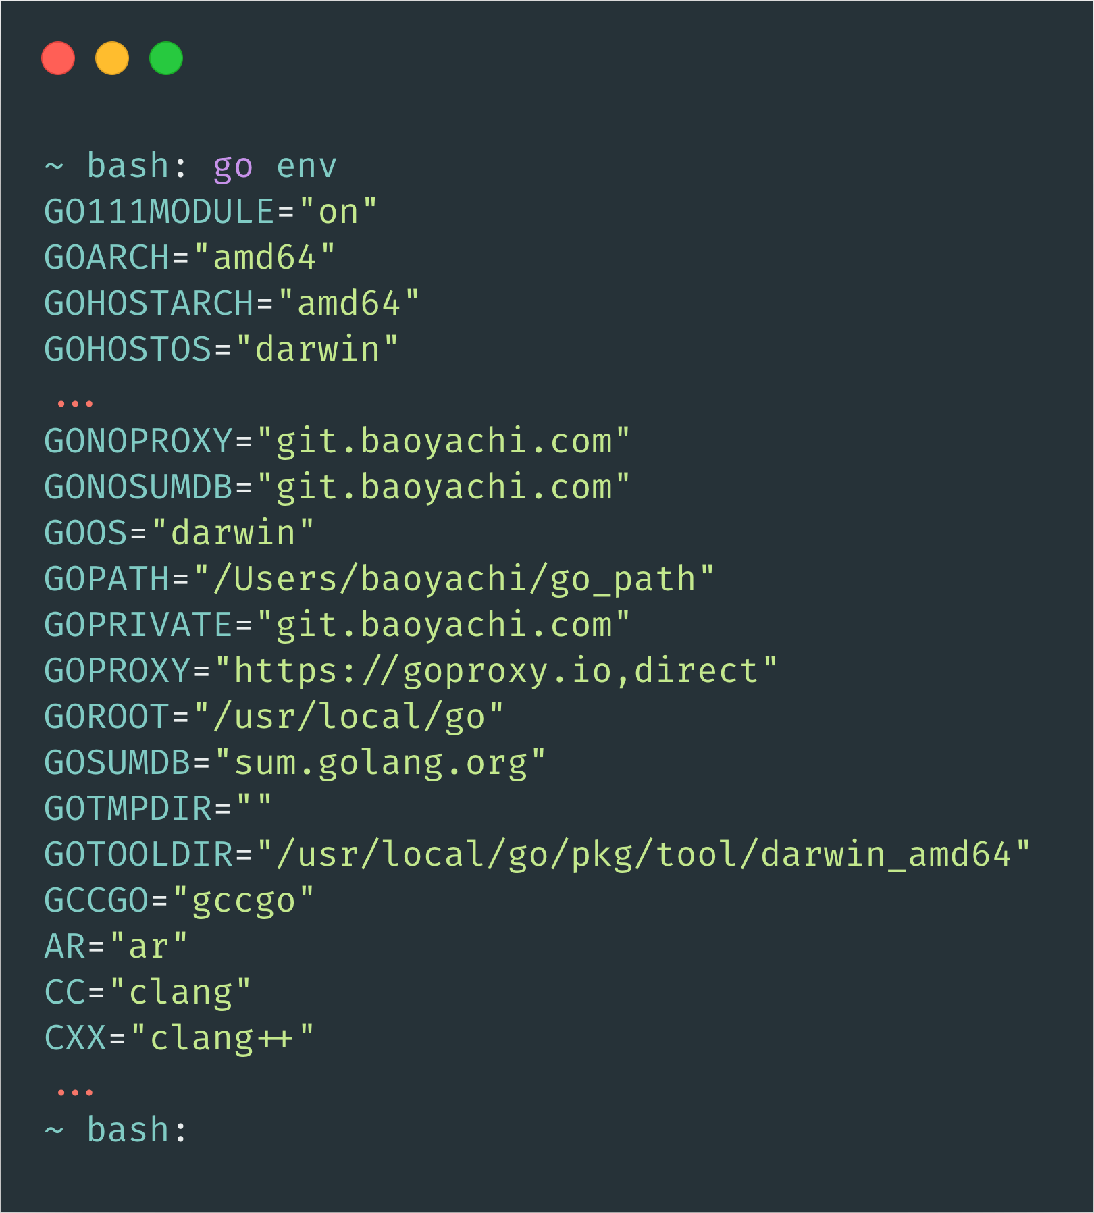 ~ bash: go env
GO111MODULE="on"
GOARCH="amd64"
GOHOSTARCH="amd64"
GOHOSTOS="darwin"
...
GONOPROXY="git.baoyachi.com"
GONOSUMDB="git.baoyachi.com"
GOOS="darwin"
GOPATH="/Users/baoyachi/go_path"
GOPRIVATE="git.baoyachi.com"
GOPROXY="https://goproxy.io,direct"
GOROOT="/usr/local/go"
GOSUMDB="sum.golang.org"
GOTMPDIR=""
GOTOOLDIR="/usr/local/go/pkg/tool/darwin_amd64"
GCCGO="gccgo"
AR="ar"
CC="clang"
CXX="clang++"
...
~ bash: